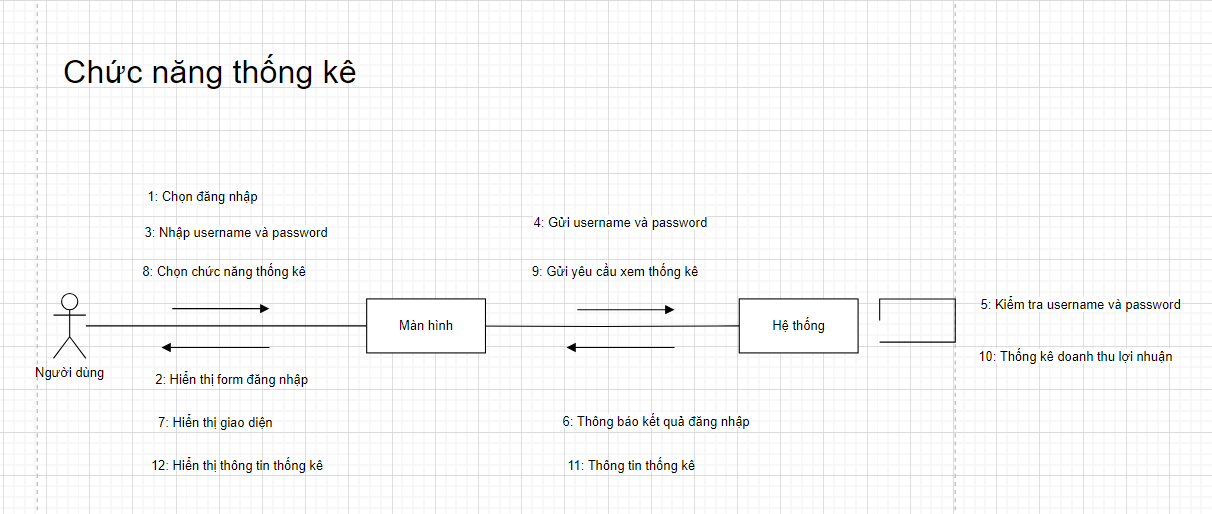 Chức năng thống kê
1: Chọn đăng nhập
3: Nhập username và password
8: Chọn chức năng thống kê
4: Gửi username và password
9: Gửi yêu cầu xem thống kê
Người dùng
Màn hình
Hệ thống
5: Kiểm tra username và password
10: Thống kê doanh thu lợi nhuận
2: Hiển thị form đăng nhập
7: Hiển thị giao diện
12: Hiển thị thông tin thống kê
6: Thông báo kết quả đăng nhập
11: Thông tin thống kê